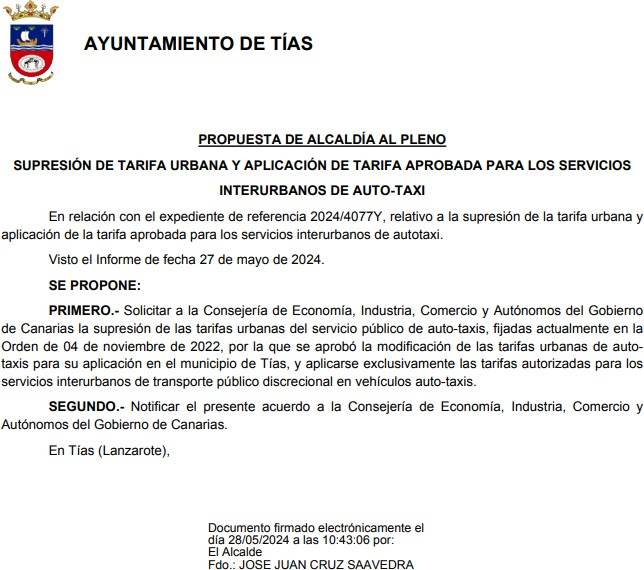 AYUNTAMIENTO DE TÍAS
PROPUESTA DE ALCALDÍA AL PLENO
SUPRESIÓN DE TARIFA URBANA Y APLICACIÓN DE TARIFA APROBADA PARA LOS SERVICIOS
INTERURBANOS DE AUTO-TAXI
En relación con el expediente de referencia 2024/4077Y, relativo a la supresión de la tarifa urbana y
aplicación de la tarifa aprobada para los servicios interurbanos de autotaxi.
Visto el Informe de fecha 27 de mayo de 2024.
SE PROPONE:
PRIMERO.- Solicitar a la Consejería de Economía, Industria, Comercio y Autónomos del Gobierno
de Canarias la supresión de las tarifas urbanas del servicio público de auto-taxis, fijadas actualmente en la
Orden de 04 de noviembre de 2022, por la que se aprobó la modificación de las tarifas urbanas de auto-
taxis para su aplicación en el municipio de Tías, y aplicarse exclusivamente las tarifas autorizadas para los
servicios interurbanos de transporte público discrecional en vehículos auto-taxis.
SEGUNDO.- Notificar el presente acuerdo a la Consejería de Economía, Industria, Comercio y
Autónomos del Gobierno de Canarias.
En Tías (Lanzarote),
Documento firmado electrónicamente el
día 28/05/2024 a las 10:43:06 por:
El Alcalde
Fdo.: JOSE JUAN CRUZ SAAVEDRA